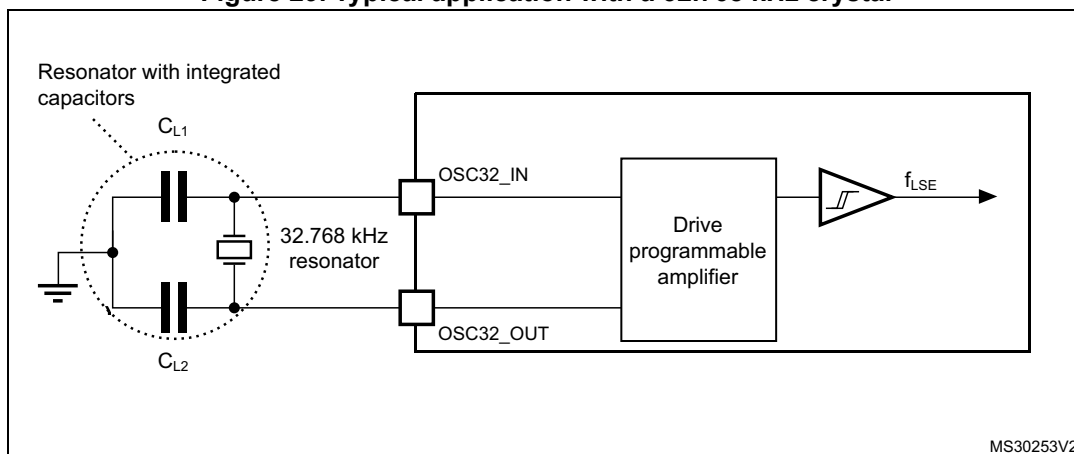 Resonator with integrated
capacitors
C_L1
OSC32_IN
f_LSE
32.768 kHz
resonator
Drive
programmable
amplifier
OSC32_OUT
C_L2
MS30253V2